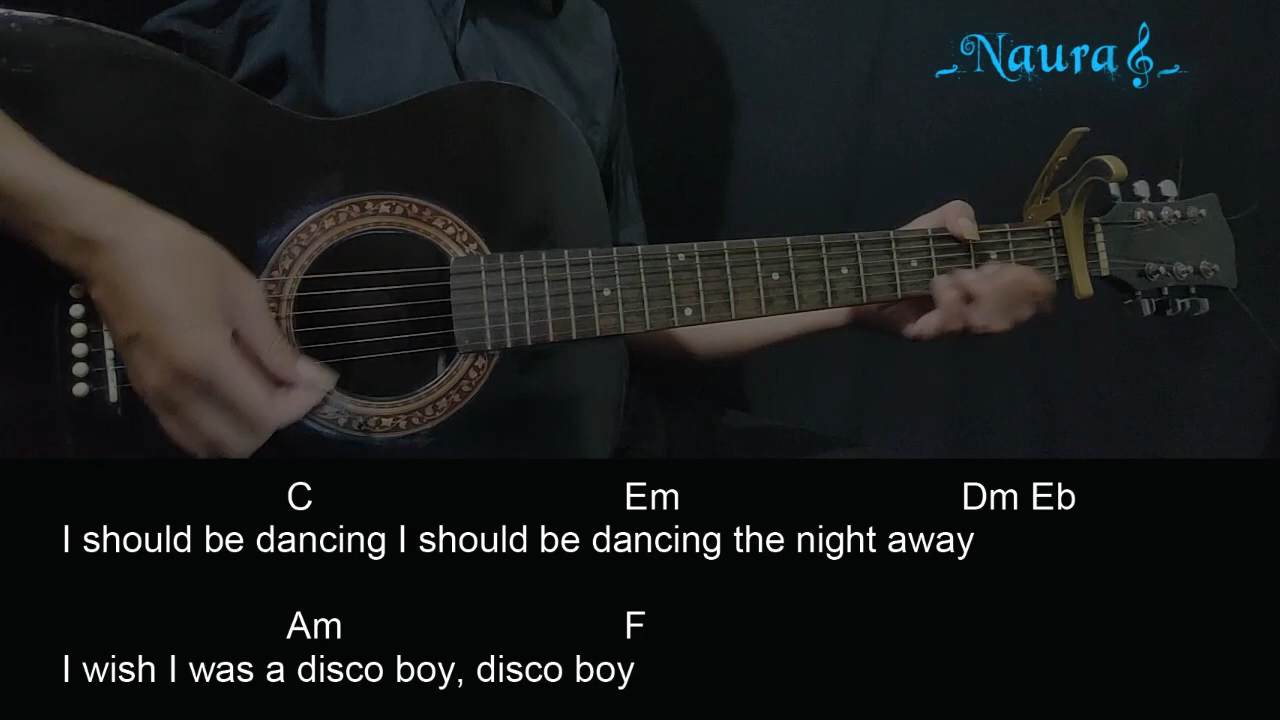 Naura
C Em Dm Eb
I should be dancing I should be dancing the night away
Am F
I wish I was a disco boy, disco boy